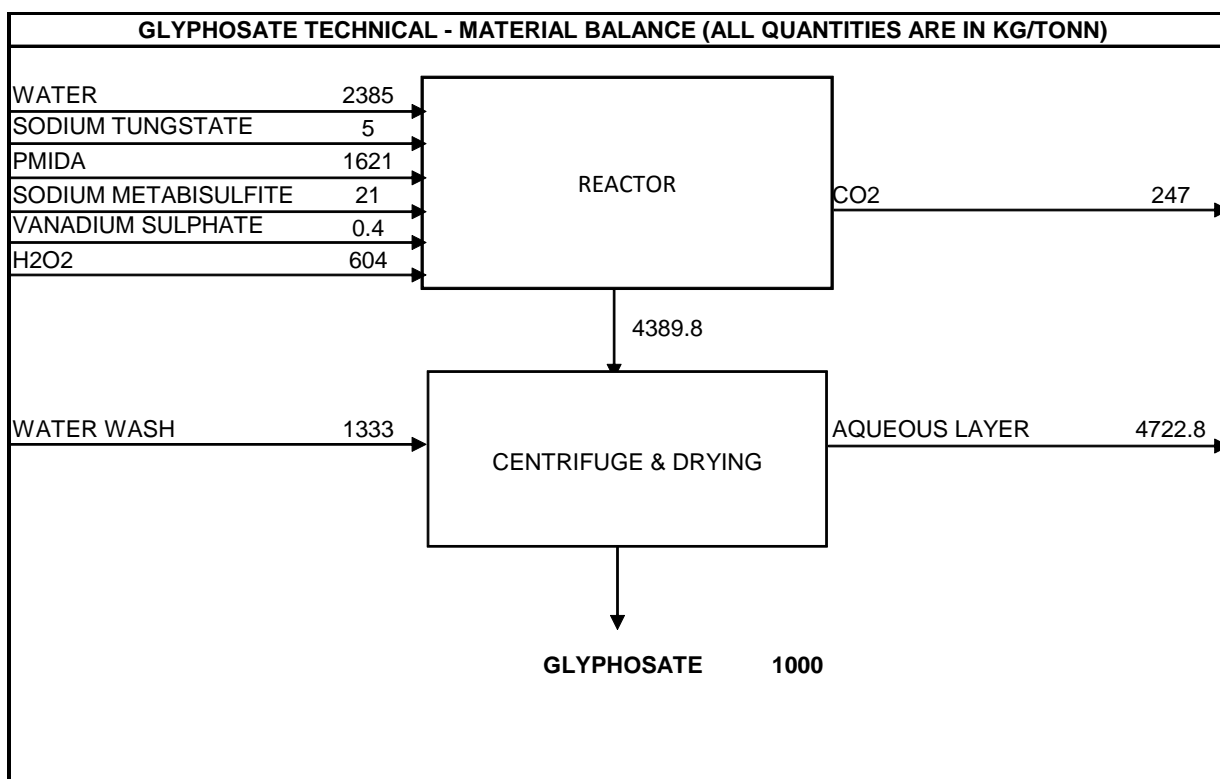 GLYPHOSATE TECHNICAL - MATERIAL BALANCE (ALL QUANTITIES ARE IN KG/TONN)
WATER 2385
SODIUM TUNGSTATE 5
PMIDA 1621
SODIUM METABISULFITE 21
VANADIUM SULPHATE 0.4
H2O2 604
REACTOR
CO2 247
4389.8
WATER WASH 1333
CENTRIFUGE & DRYING
AQUEOUS LAYER 4722.8
GLYPHOSATE 1000